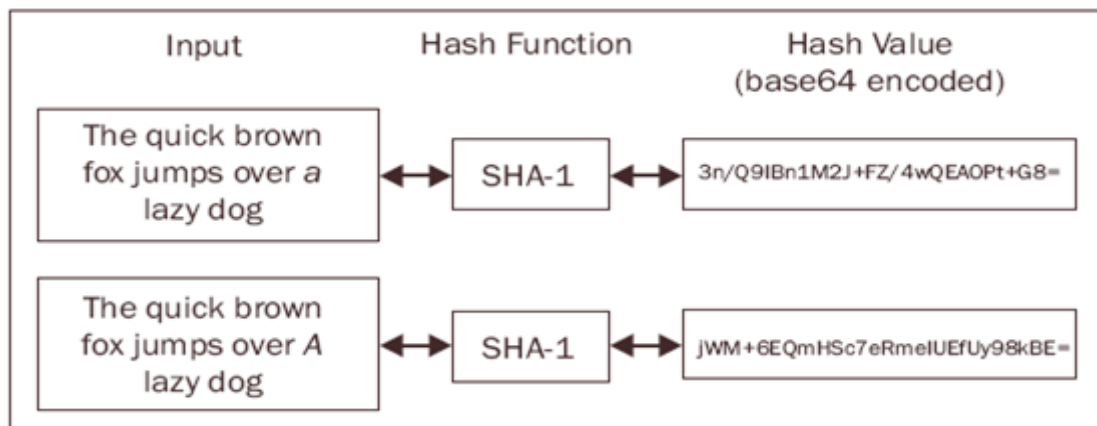 Input
Hash Function
Hash Value
(base64 encoded)
The quick brown
fox jumps over a
lazy dog
SHA-1
3n/Q9IBn1M2J+FZ/4wQEAOPt+G8=
The quick brown
fox jumps over A
lazy dog
SHA-1
jWM+6EQmHSc7eRmeIUEfUy98kBE=